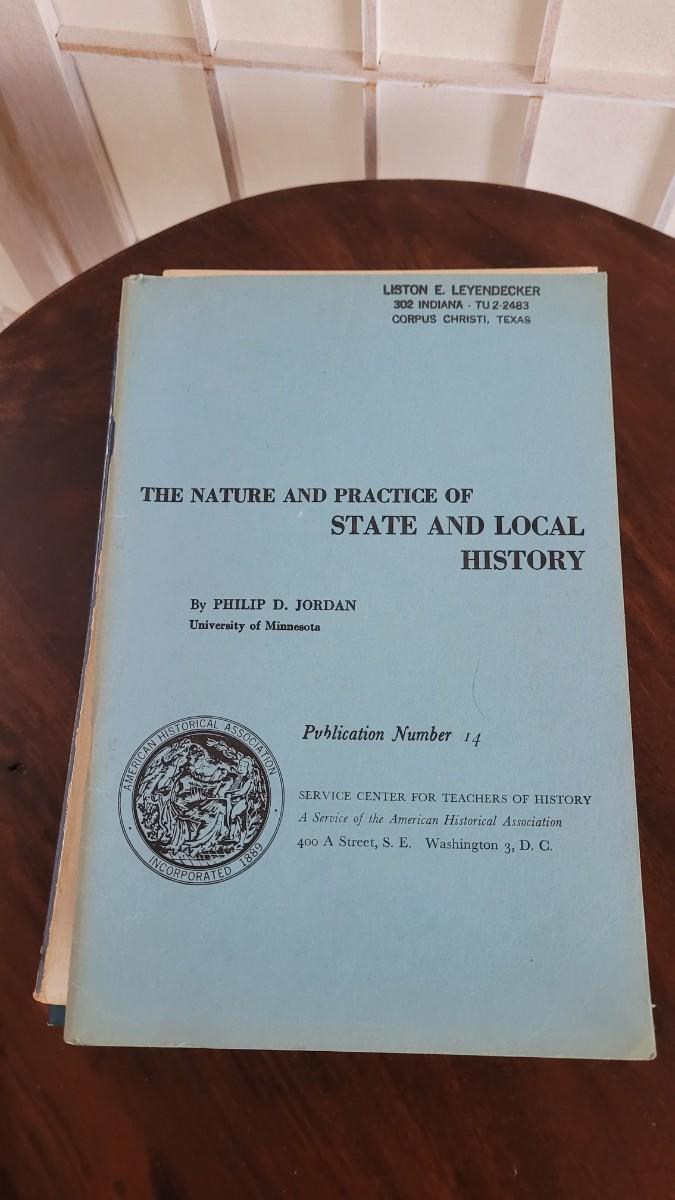 LISTON E. LEYENDECKER
302 INDIANA - TU 2-2483
CORPUS CHRISTI, TEXAS
THE NATURE AND PRACTICE OF
STATE AND LOCAL
HISTORY
By PHILIP D. JORDAN
University of Minnesota
AMERICAN HISTORICAL ASSOCIATION
INCORPORATED 1889
Publication Number 14
SERVICE CENTER FOR TEACHERS OF HISTORY
A Service of the American Historical Association
400 A Street, S. E. Washington 3, D. C.